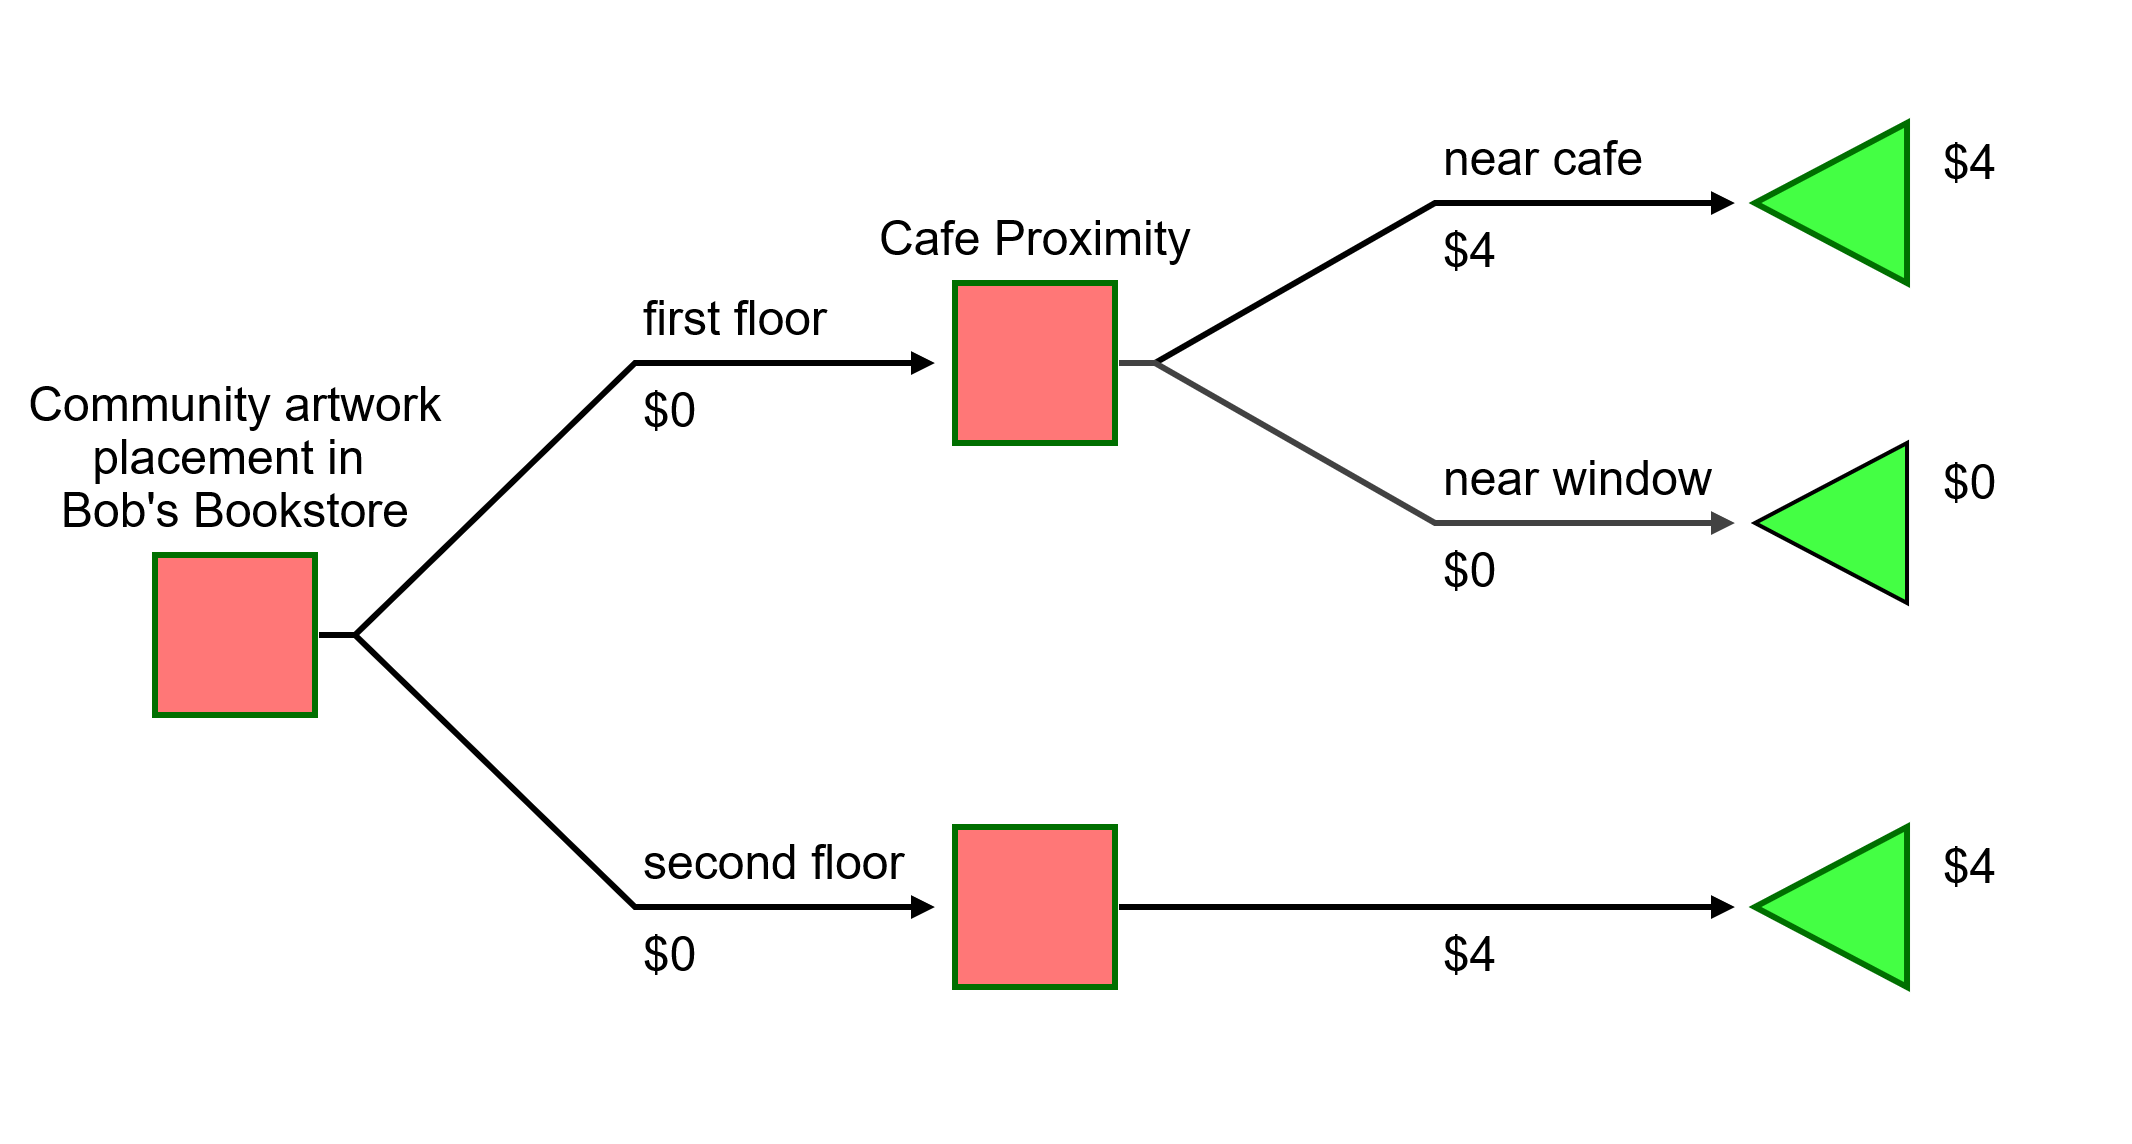 near cafe
$4
$4
Cafe Proximity
first floor
$0
near window
$0
$0
Community artwork
placement in
Bob's Bookstore
second floor
$0
$4
$4